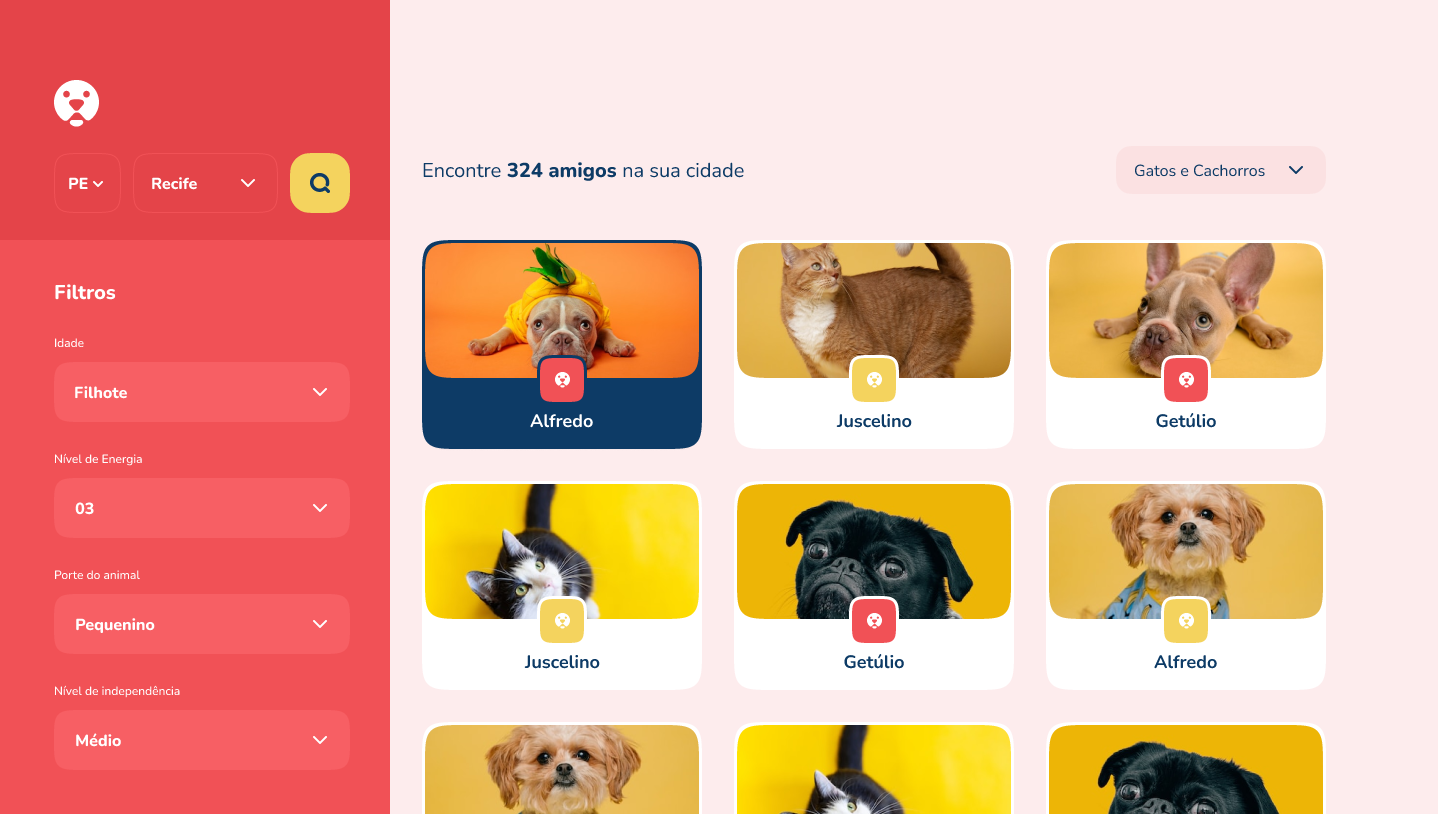 PE
Recife
Filtros
Idade
Filhote
Nível de Energia
03
Porte do animal
Pequenino
Nível de independência
Médio
Encontre 324 amigos na sua cidade
Gatos e Cachorros
Alfredo
Juscelino
Getúlio
Juscelino
Getúlio
Alfredo